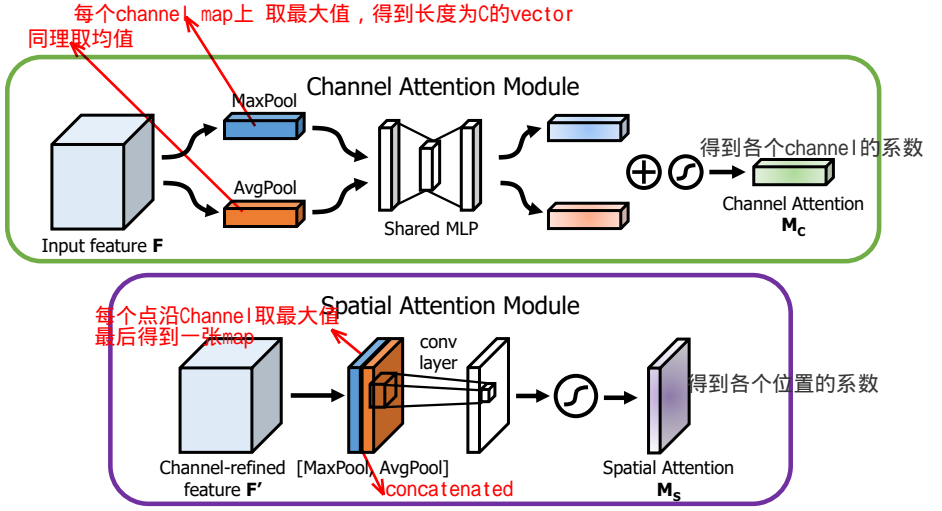 每个channel map上 取最大值，得到长度为C的vector
同理取均值
Channel Attention Module
MaxPool
得到各个channel的系数
AvgPool
Channel Attention
M_C
Shared MLP
Input feature F
Spatial Attention Module
每个点沿Channel取最大值
最后得到一张map
conv
layer
得到各个位置的系数
Channel-refined
feature F'
[MaxPool, AvgPool]
concatenated
Spatial Attention
M_S